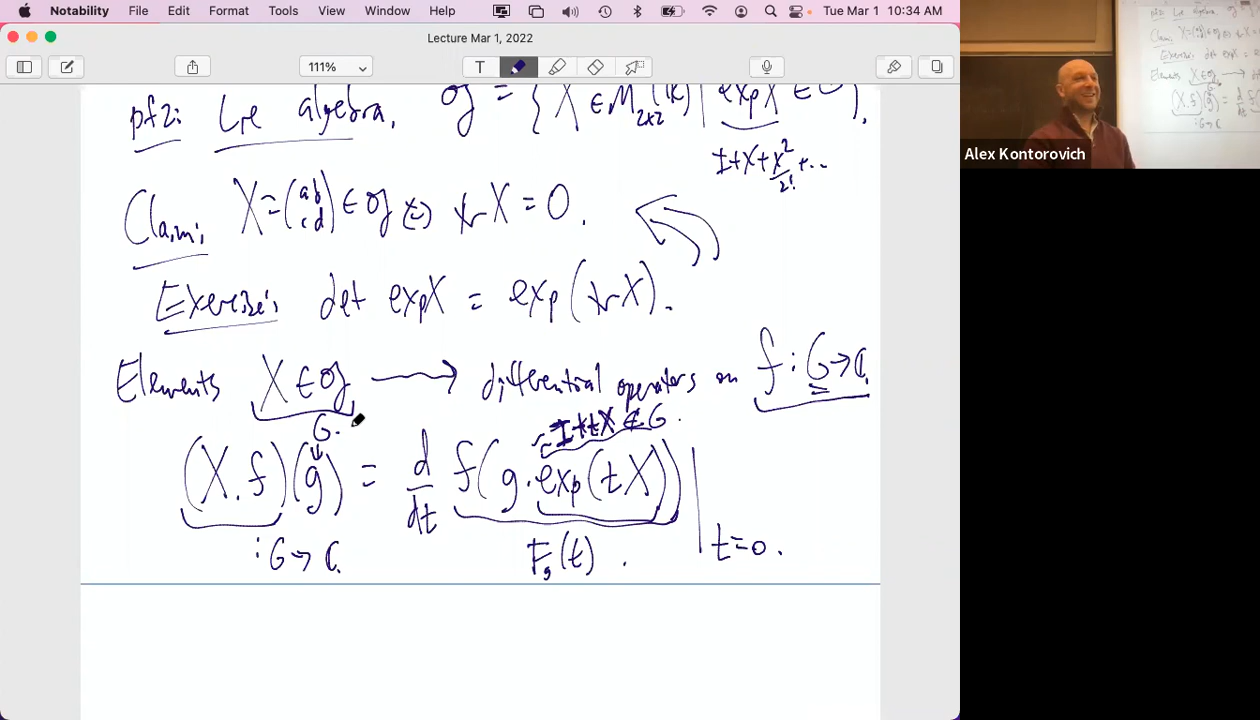 Notability File Edit Format Tools View Window Help Tue Mar 1 10:34 AM
Lecture Mar 1, 2022
111%
T
pf2: Lie algebra, 𝔤 = { X ∈ M₂ₓ₂(ℝ) | exp X ∈ G }.
I+X+X²/2!+...
Claim: X=(a b c d) ∈ 𝔤 ⇔ tr X = 0.
Exercise: det exp X = exp(tr X).
Elements X ∈ 𝔤 → differential operators on f: G→ℂ.
G. I+tX ∉ G.
(X.f)(g) = d/dt f(g·exp(tX))|t=0.
: G→ℂ F_g(t).
Alex Kontorovich